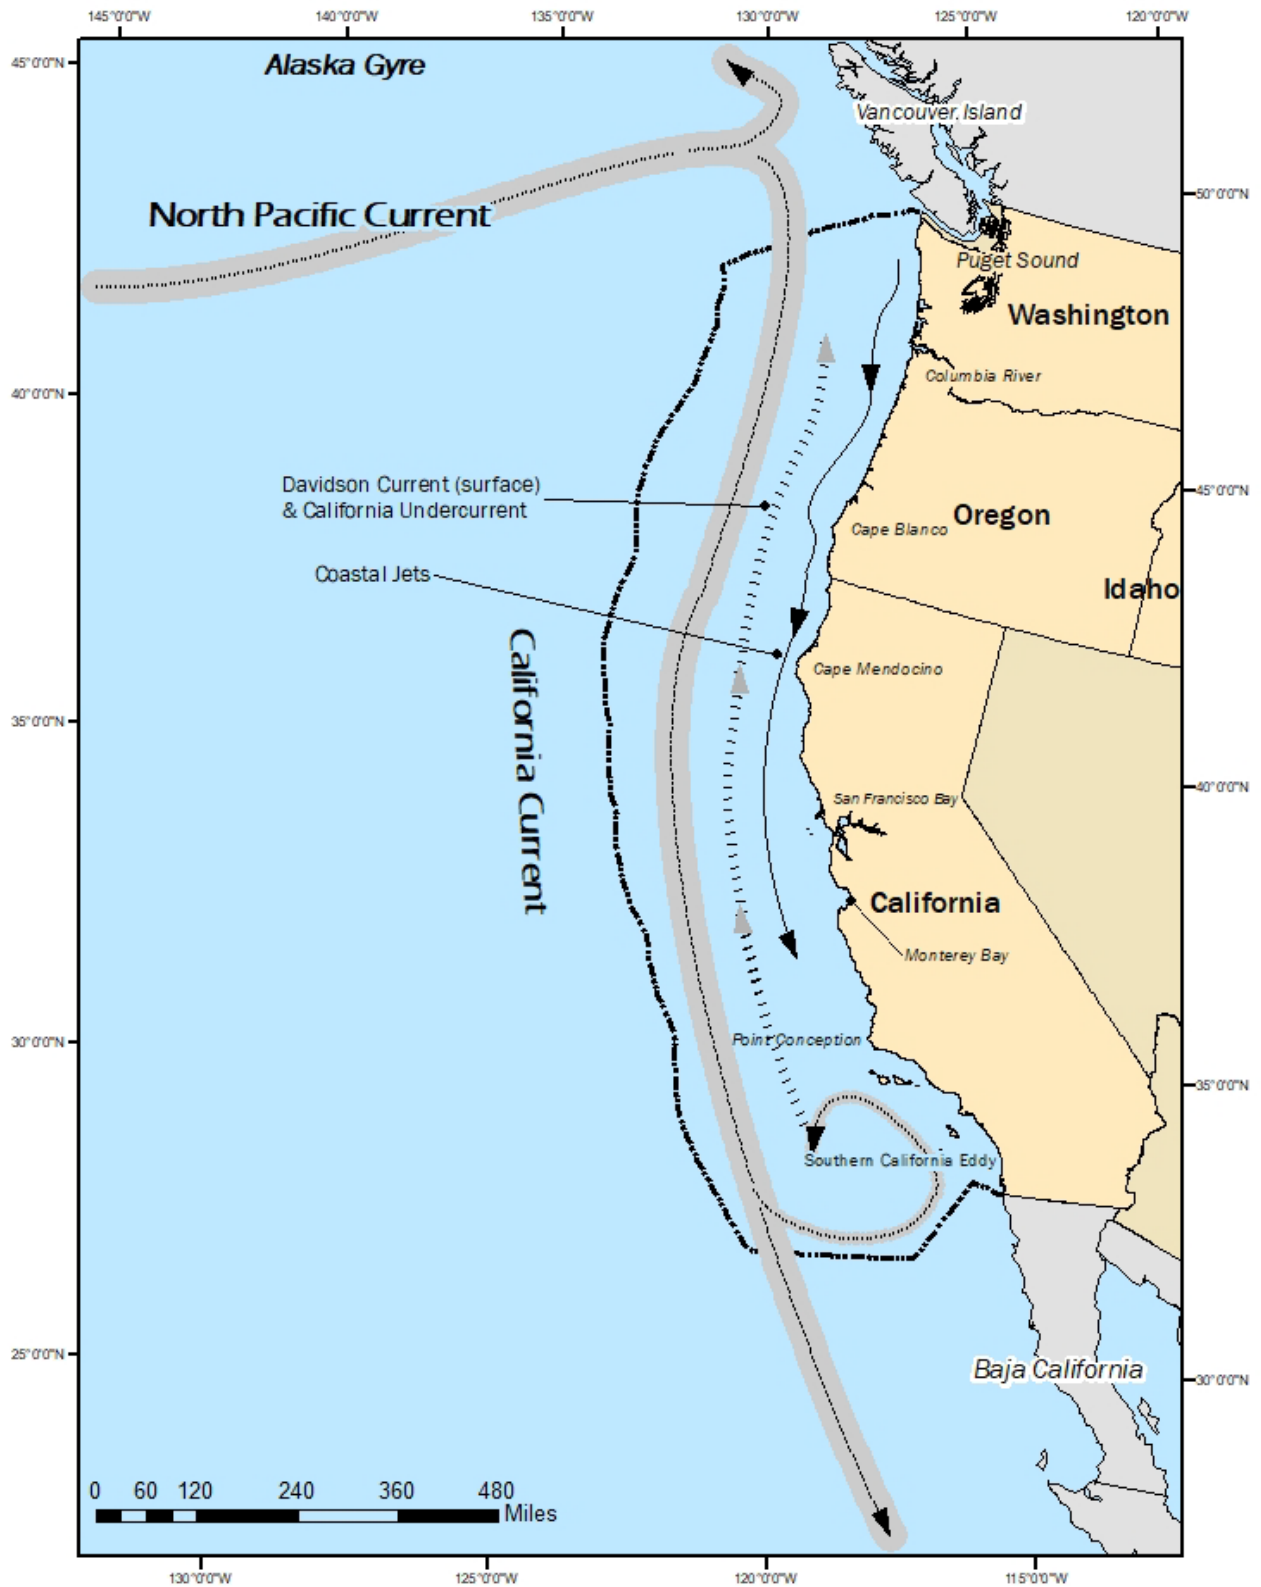 145°0'0"W 140°0'0"W 135°0'0"W 130°0'0"W 125°0'0"W 120°0'0"W
45°0'0"N
Alaska Gyre
Vancouver Island
50°0'0"N
North Pacific Current
Puget Sound
Washington
Columbia River
40°0'0"N
Davidson Current (surface)
& California Undercurrent
45°0'0"N
Oregon
Cape Blanco
Coastal Jets
Idaho
California Current
Cape Mendocino
35°0'0"N
40°0'0"N
San Francisco Bay
California
Monterey Bay
30°0'0"N
Point Conception
35°0'0"N
Southern California Eddy
25°0'0"N
Baja California
30°0'0"N
0 60 120 240 360 480
Miles
130°0'0"W 125°0'0"W 120°0'0"W 115°0'0"W